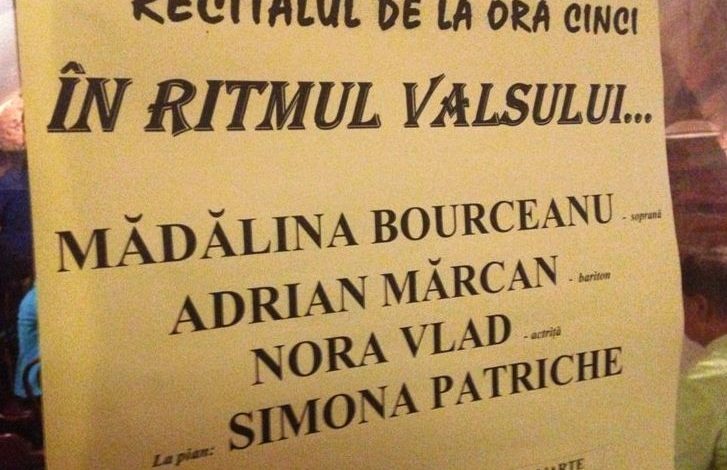 RECITALUL DE LA ORA CINCI
ÎN RITMUL VALSULUI...
MĂDĂLINA BOURCEANU - soprană
ADRIAN MĂRCAN - bariton
NORA VLAD - actriță
La pian: SIMONA PATRICHE